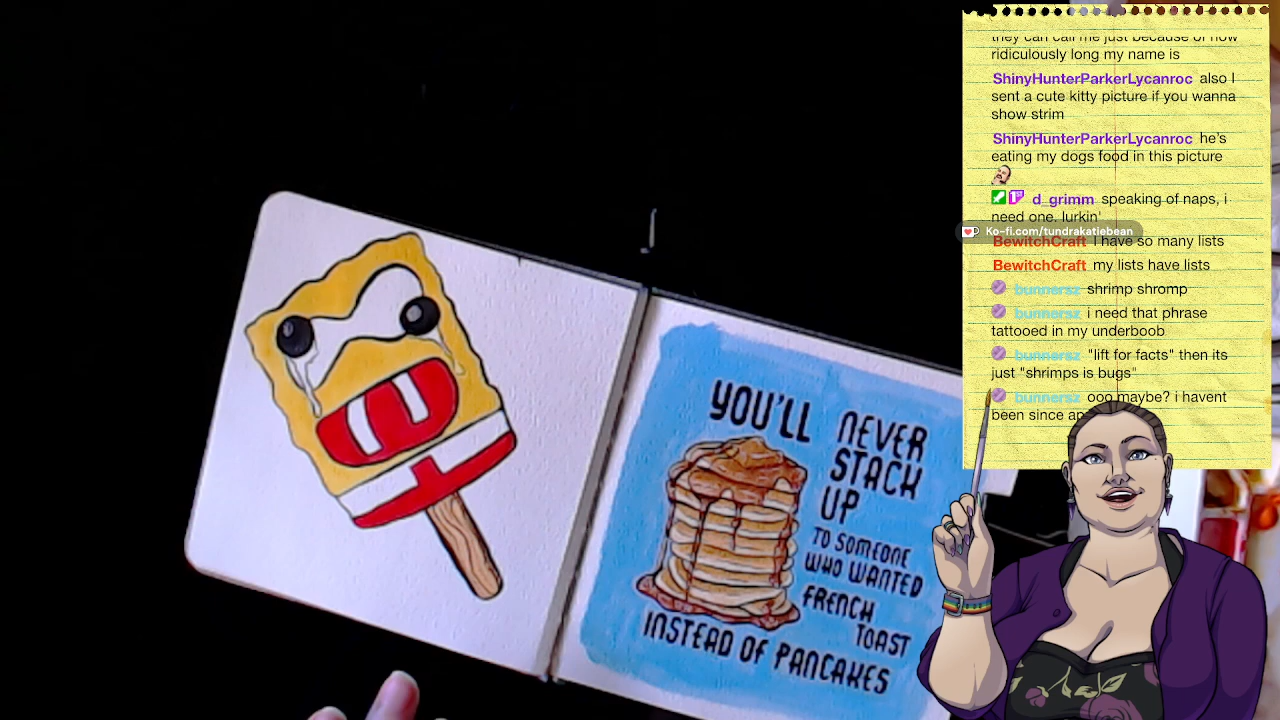 they can call me just because of how
ridiculously long my name is
ShinyHunterParkerLycanroc also I
sent a cute kitty picture if you wanna
show strim
ShinyHunterParkerLycanroc he's
eating my dogs food in this picture
d_grimm speaking of naps, i
need one. lurkin'
Ko-fi.com/tundrakatiebean
BewitchCraft I have so many lists
BewitchCraft my lists have lists
bunnersz shrimp shromp
bunnersz i need that phrase
tattooed in my underboob
bunnersz "lift for facts" then its
just "shrimps is bugs"
bunnersz ooo maybe? i havent
been since
YOU'LL NEVER
STACK
UP
TO SOMEONE
WHO WANTED
FRENCH
TOAST
INSTEAD OF PANCAKES